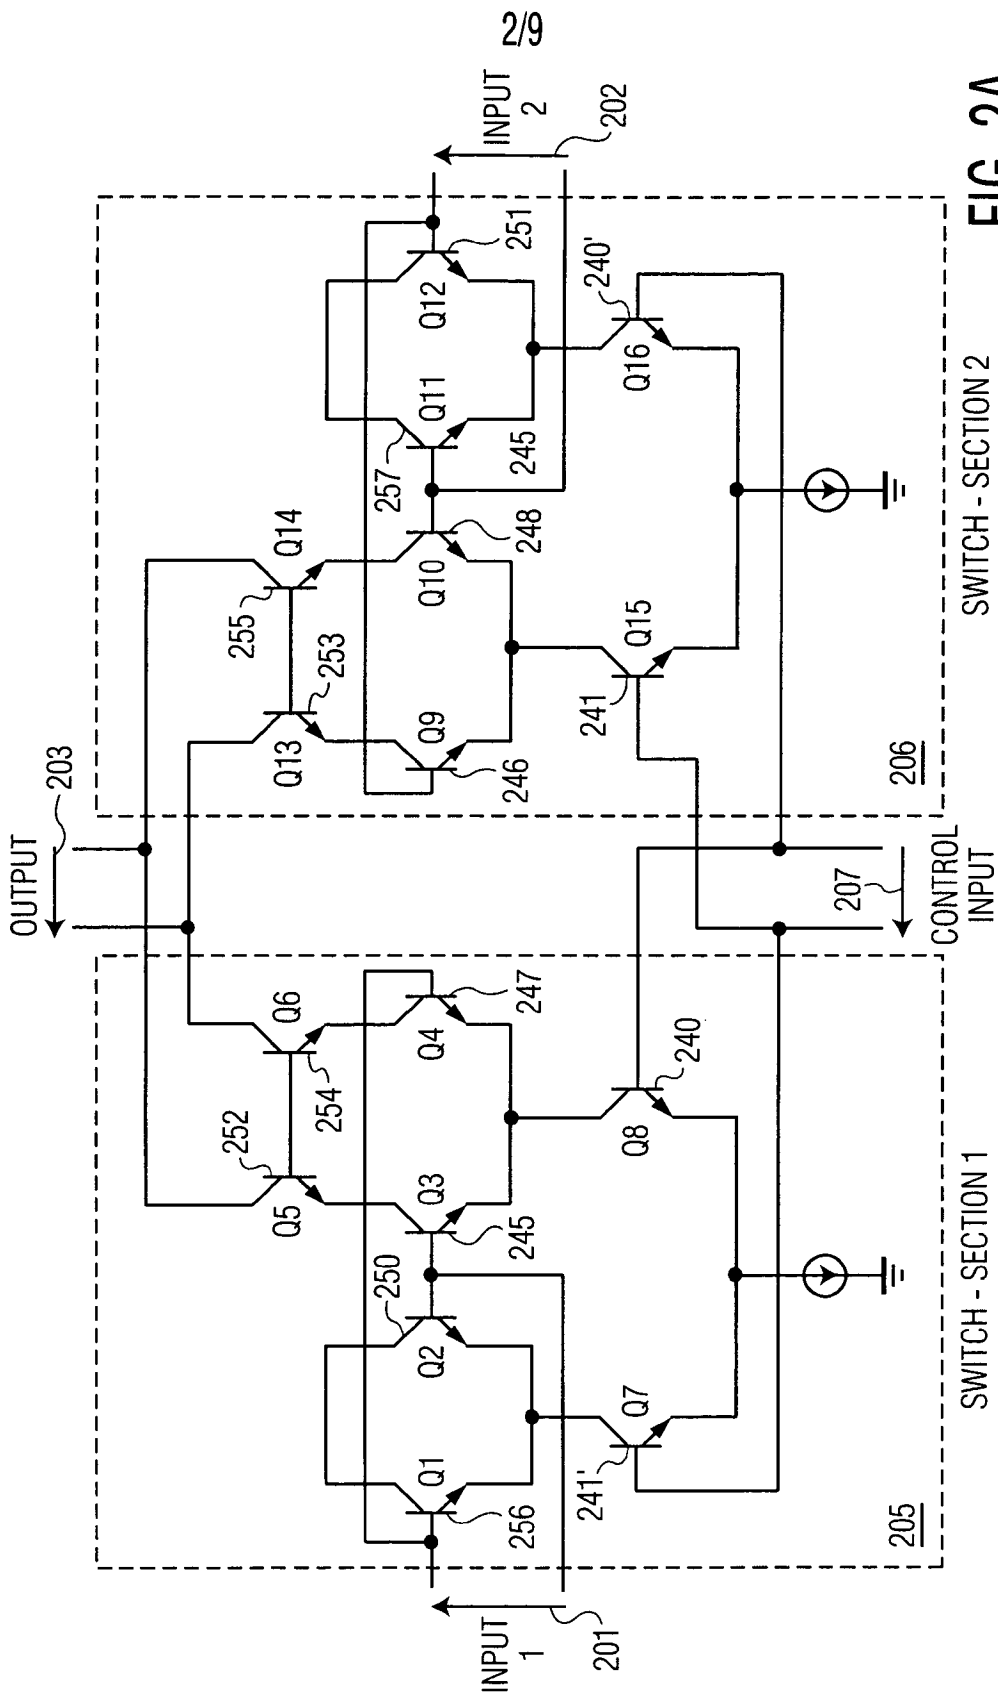 2/9
FIG. 2A
OUTPUT
203
INPUT
1
201
INPUT
2
202
Q5
252
Q6
254
Q13
253
Q14
255
Q1
256
Q2
250
Q3
245
Q4
247
Q9
246
Q10
248
Q11
257
245
Q12
251
Q7
241'
Q8
240
Q15
241
Q16
240'
205
206
207
CONTROL
INPUT
SWITCH - SECTION 1
SWITCH - SECTION 2